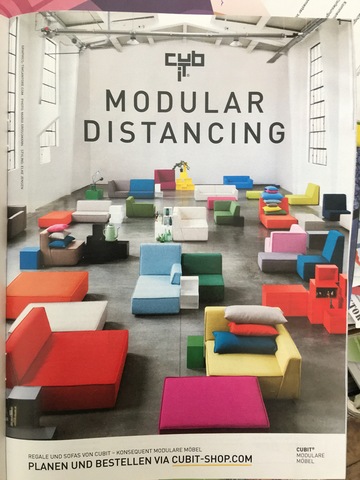 cub
it®
MODULAR
DISTANCING
REGALE UND SOFAS VON CUBIT – KONSEQUENT MODULARE MÖBEL
PLANEN UND BESTELLEN VIA CUBIT-SHOP.COM
CUBIT®
MODULARE
MÖBEL